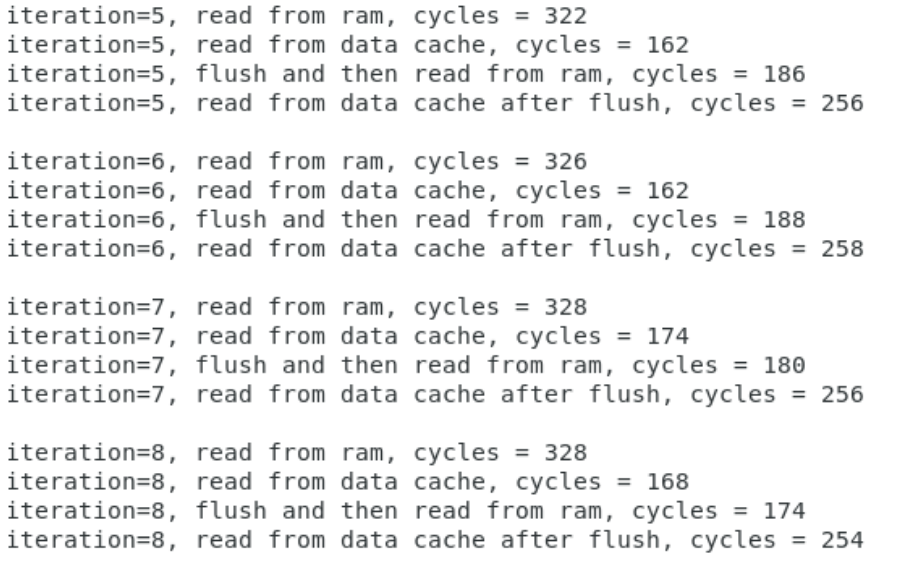 iteration=5, read from ram, cycles = 322
iteration=5, read from data cache, cycles = 162
iteration=5, flush and then read from ram, cycles = 186
iteration=5, read from data cache after flush, cycles = 256
iteration=6, read from ram, cycles = 326
iteration=6, read from data cache, cycles = 162
iteration=6, flush and then read from ram, cycles = 188
iteration=6, read from data cache after flush, cycles = 258
iteration=7, read from ram, cycles = 328
iteration=7, read from data cache, cycles = 174
iteration=7, flush and then read from ram, cycles = 180
iteration=7, read from data cache after flush, cycles = 256
iteration=8, read from ram, cycles = 328
iteration=8, read from data cache, cycles = 168
iteration=8, flush and then read from ram, cycles = 174
iteration=8, read from data cache after flush, cycles = 254